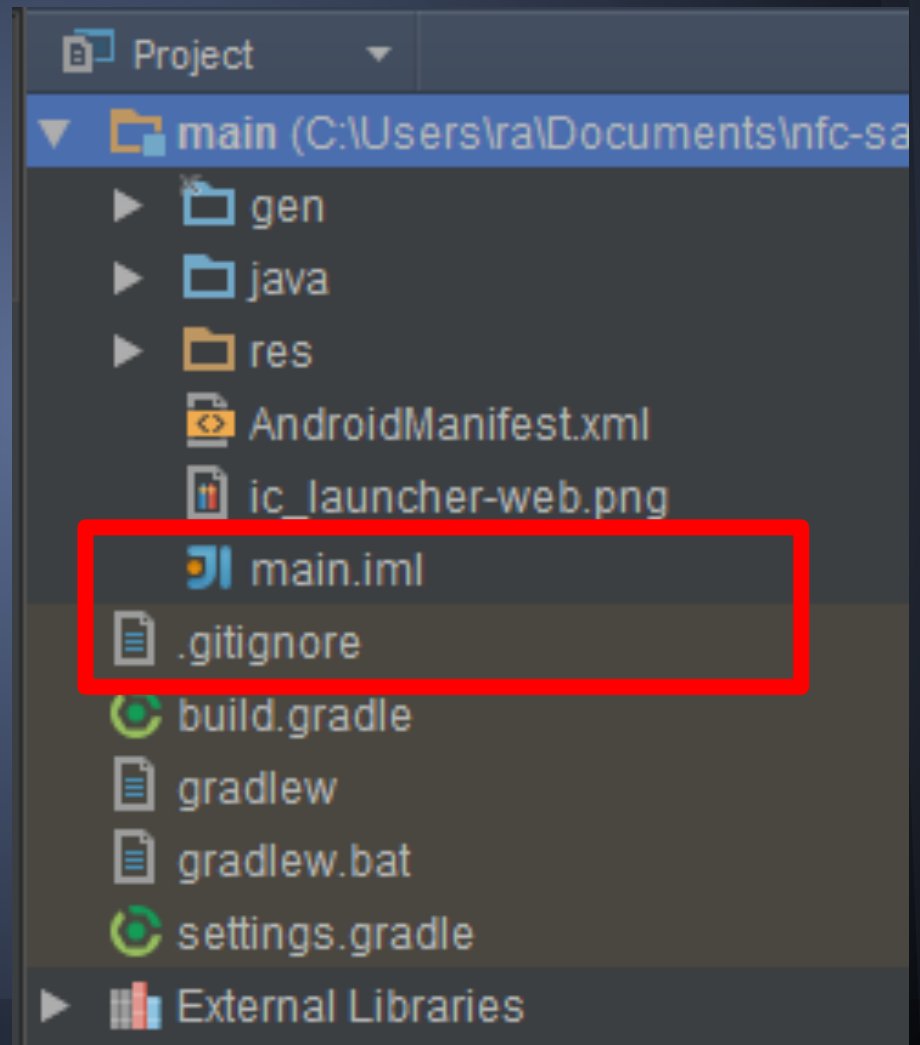 Project
main (C:\Users\ra\Documents\nfc-sa
gen
java
res
AndroidManifest.xml
ic_launcher-web.png
main.iml
.gitignore
build.gradle
gradlew
gradlew.bat
settings.gradle
External Libraries